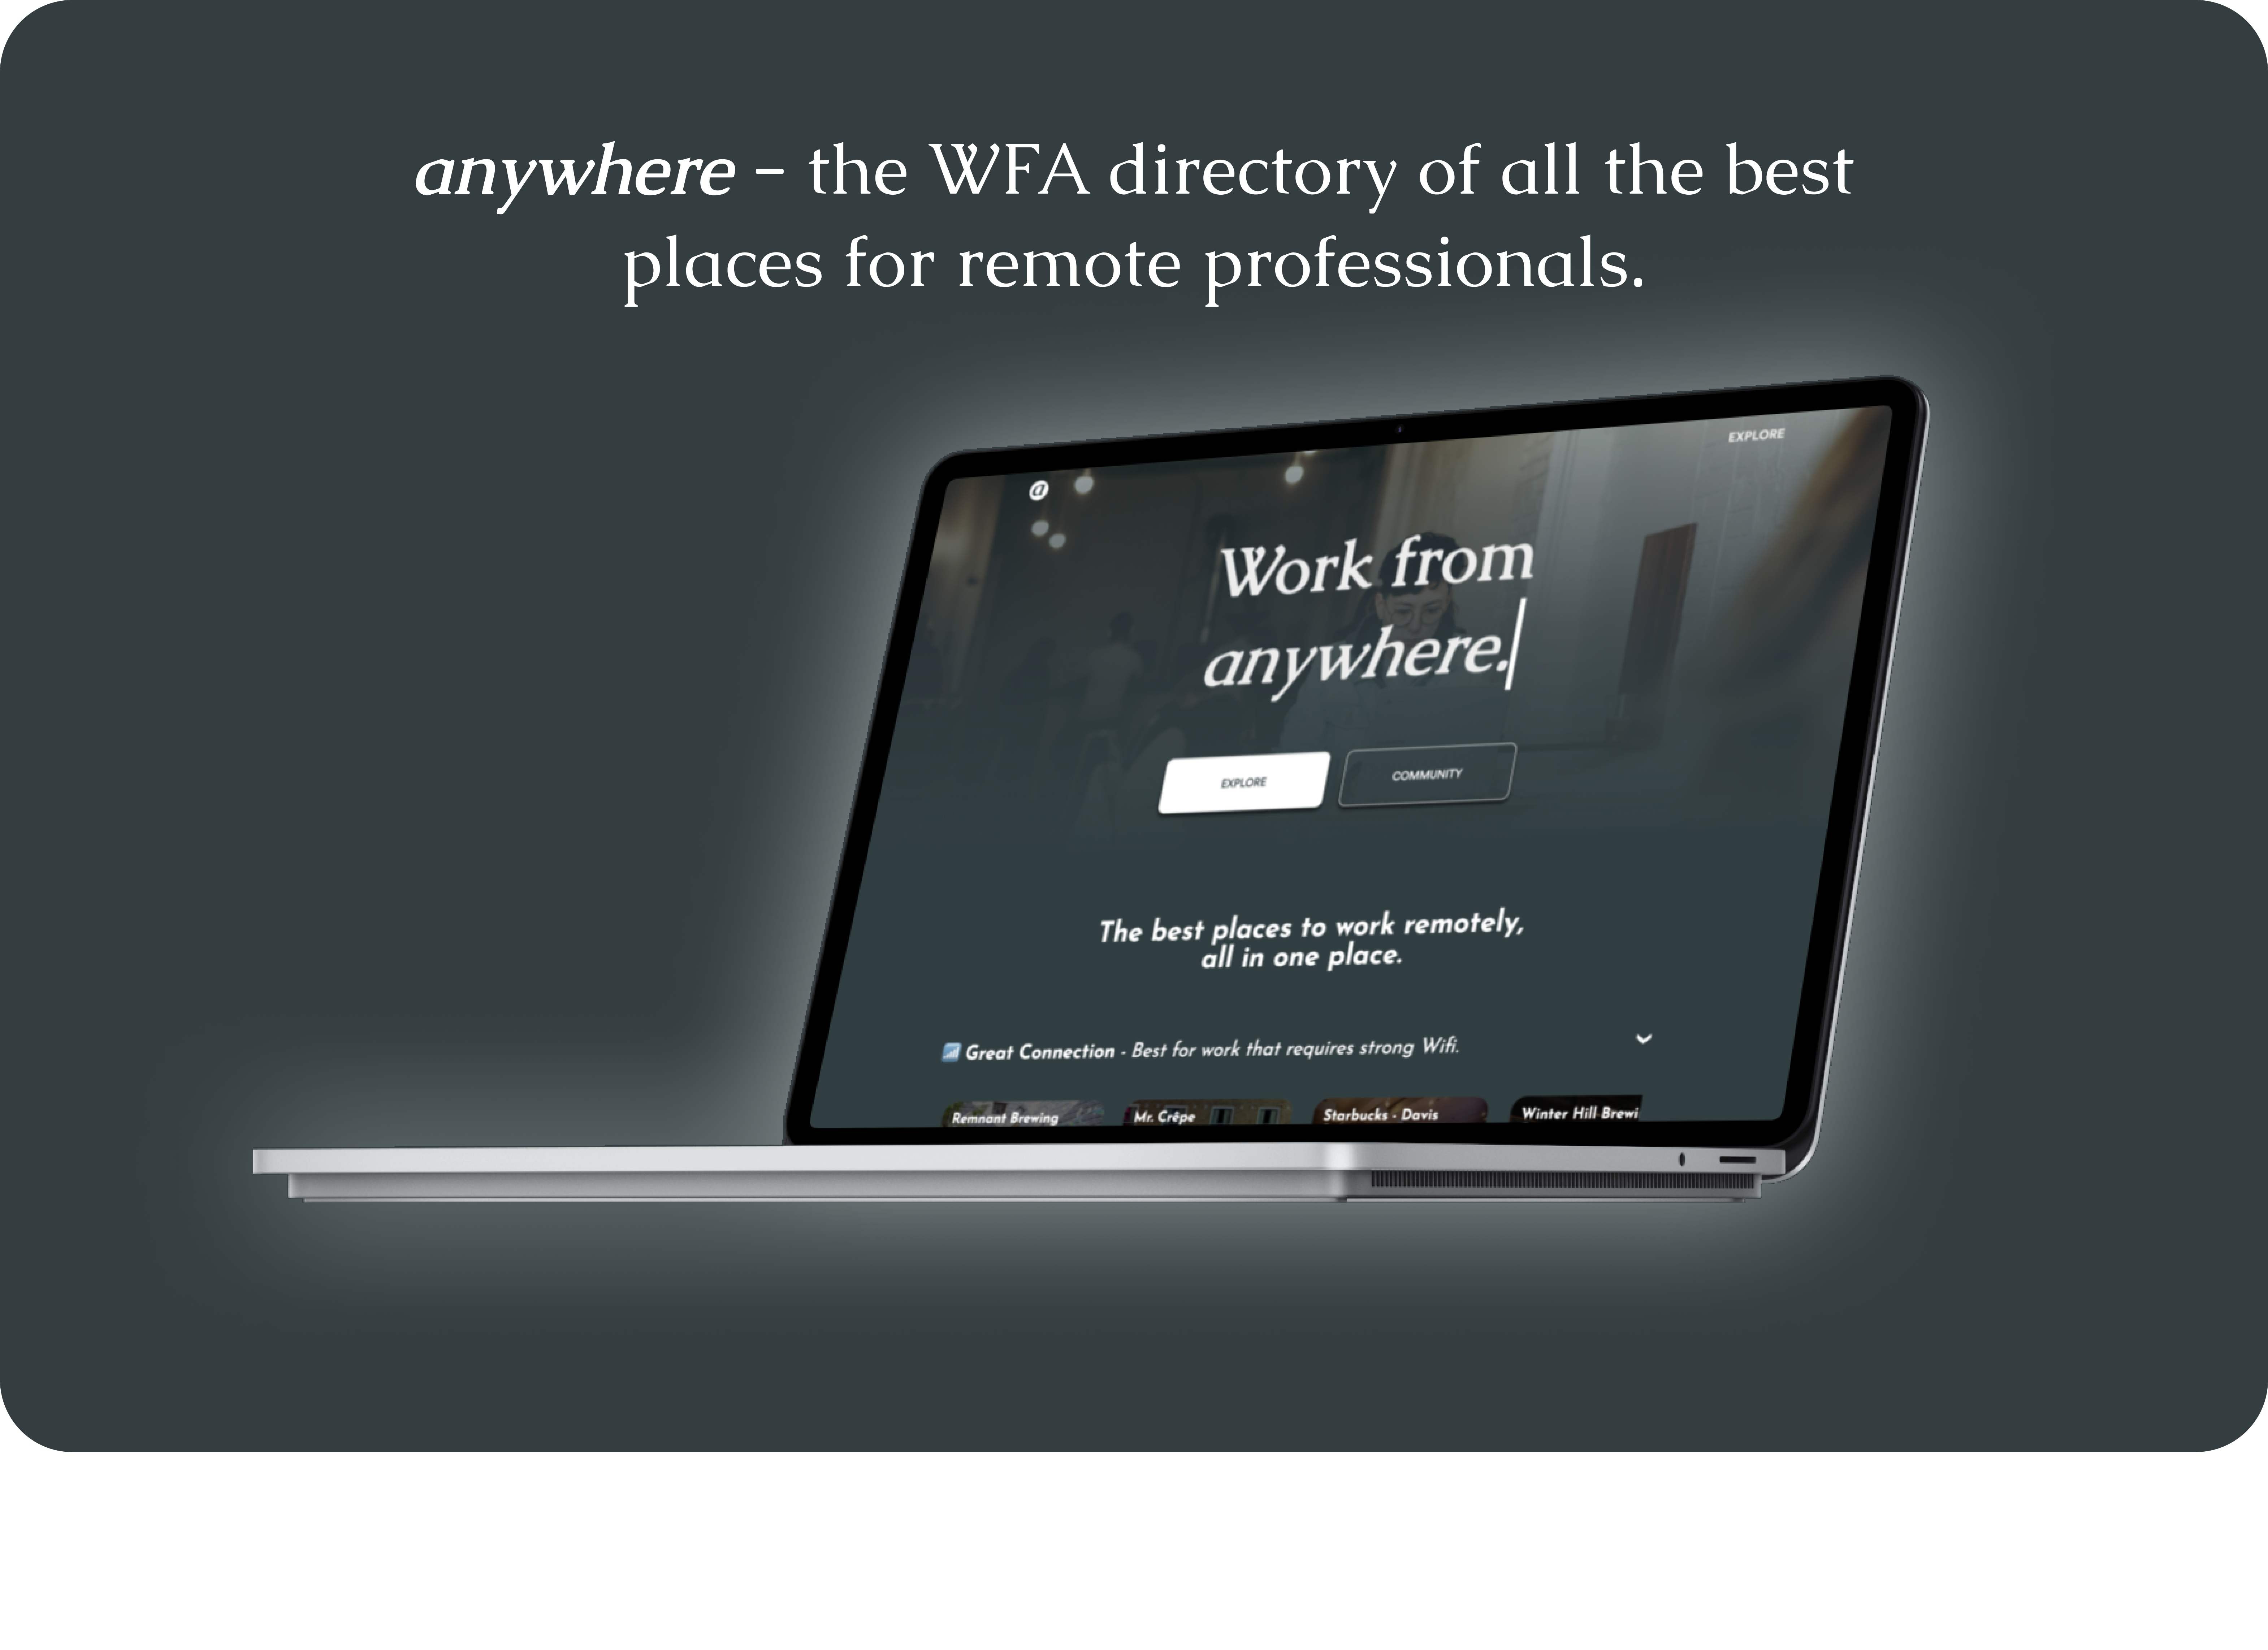 anywhere - the WFA directory of all the best
places for remote professionals.
EXPLORE
a
Work from
anywhere.
EXPLORE
COMMUNITY
The best places to work remotely,
all in one place.
Great Connection - Best for work that requires strong Wifi.
Remnant Brewing
Mr. Crêpe
Starbucks - Davis
Winter Hill Brewi